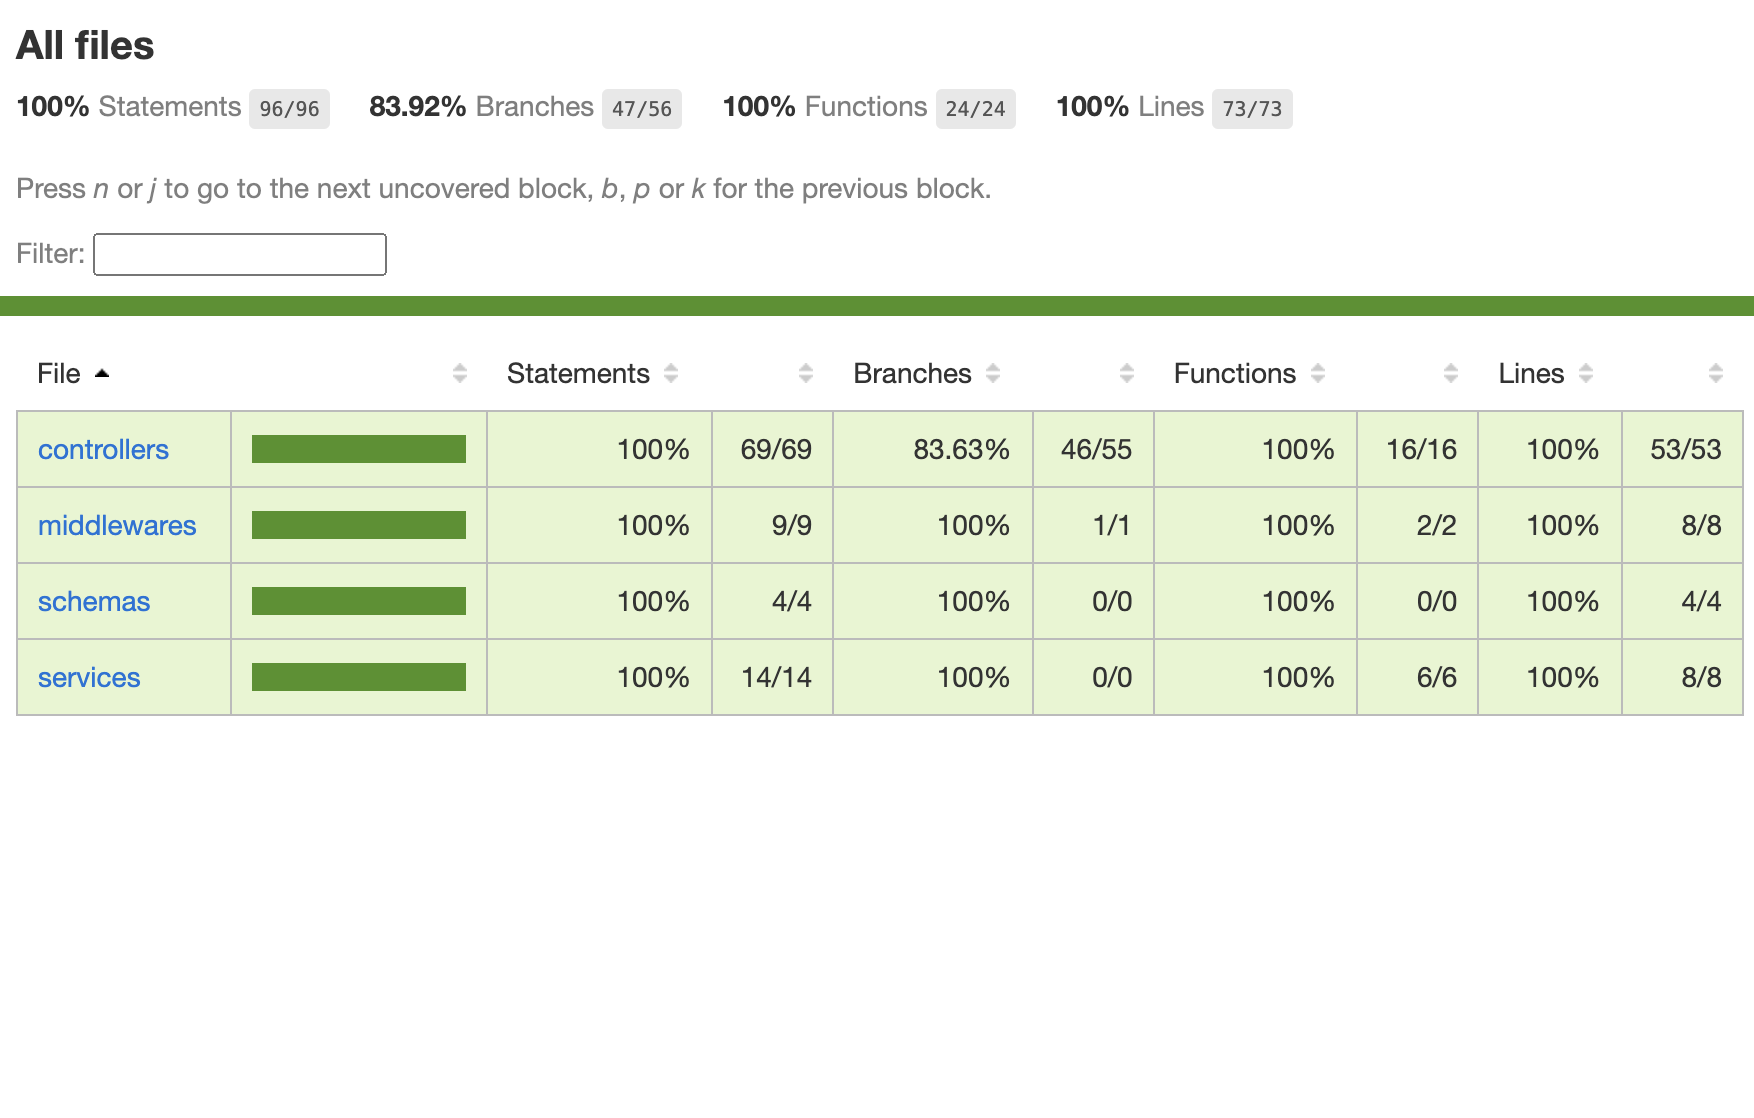 All files
100% Statements 96/96 83.92% Branches 47/56 100% Functions 24/24 100% Lines 73/73
Press n or j to go to the next uncovered block, b, p or k for the previous block.
Filter:
File Statements Branches Functions Lines
controllers 100% 69/69 83.63% 46/55 100% 16/16 100% 53/53
middlewares 100% 9/9 100% 1/1 100% 2/2 100% 8/8
schemas 100% 4/4 100% 0/0 100% 0/0 100% 4/4
services 100% 14/14 100% 0/0 100% 6/6 100% 8/8